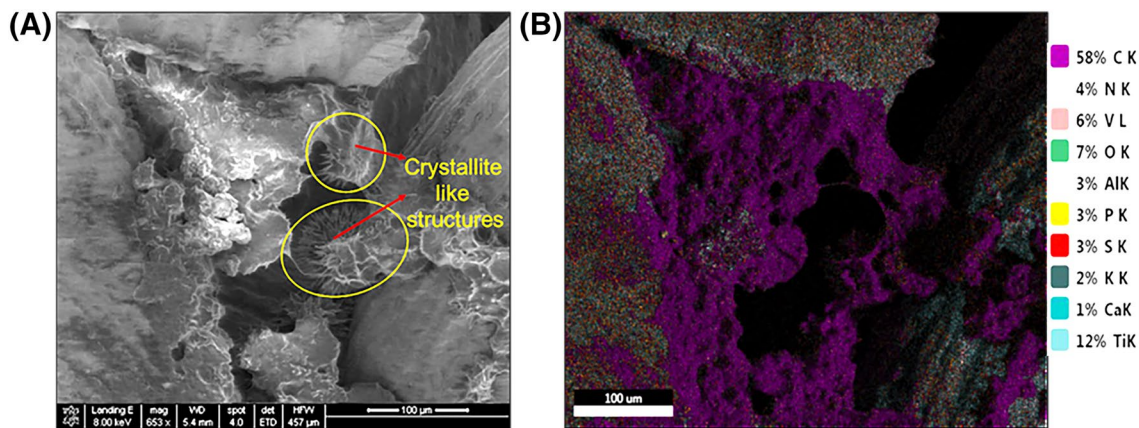 (A)
Crystallite
like
structures
Landing E mag WD spot det HFW
8.00 keV 653 x 5.4 mm 4.0 ETD 457 µm
100 µm
(B)
100 µm
58% C K
4% N K
6% V L
7% O K
3% AlK
3% P K
3% S K
2% K K
1% CaK
12% TiK